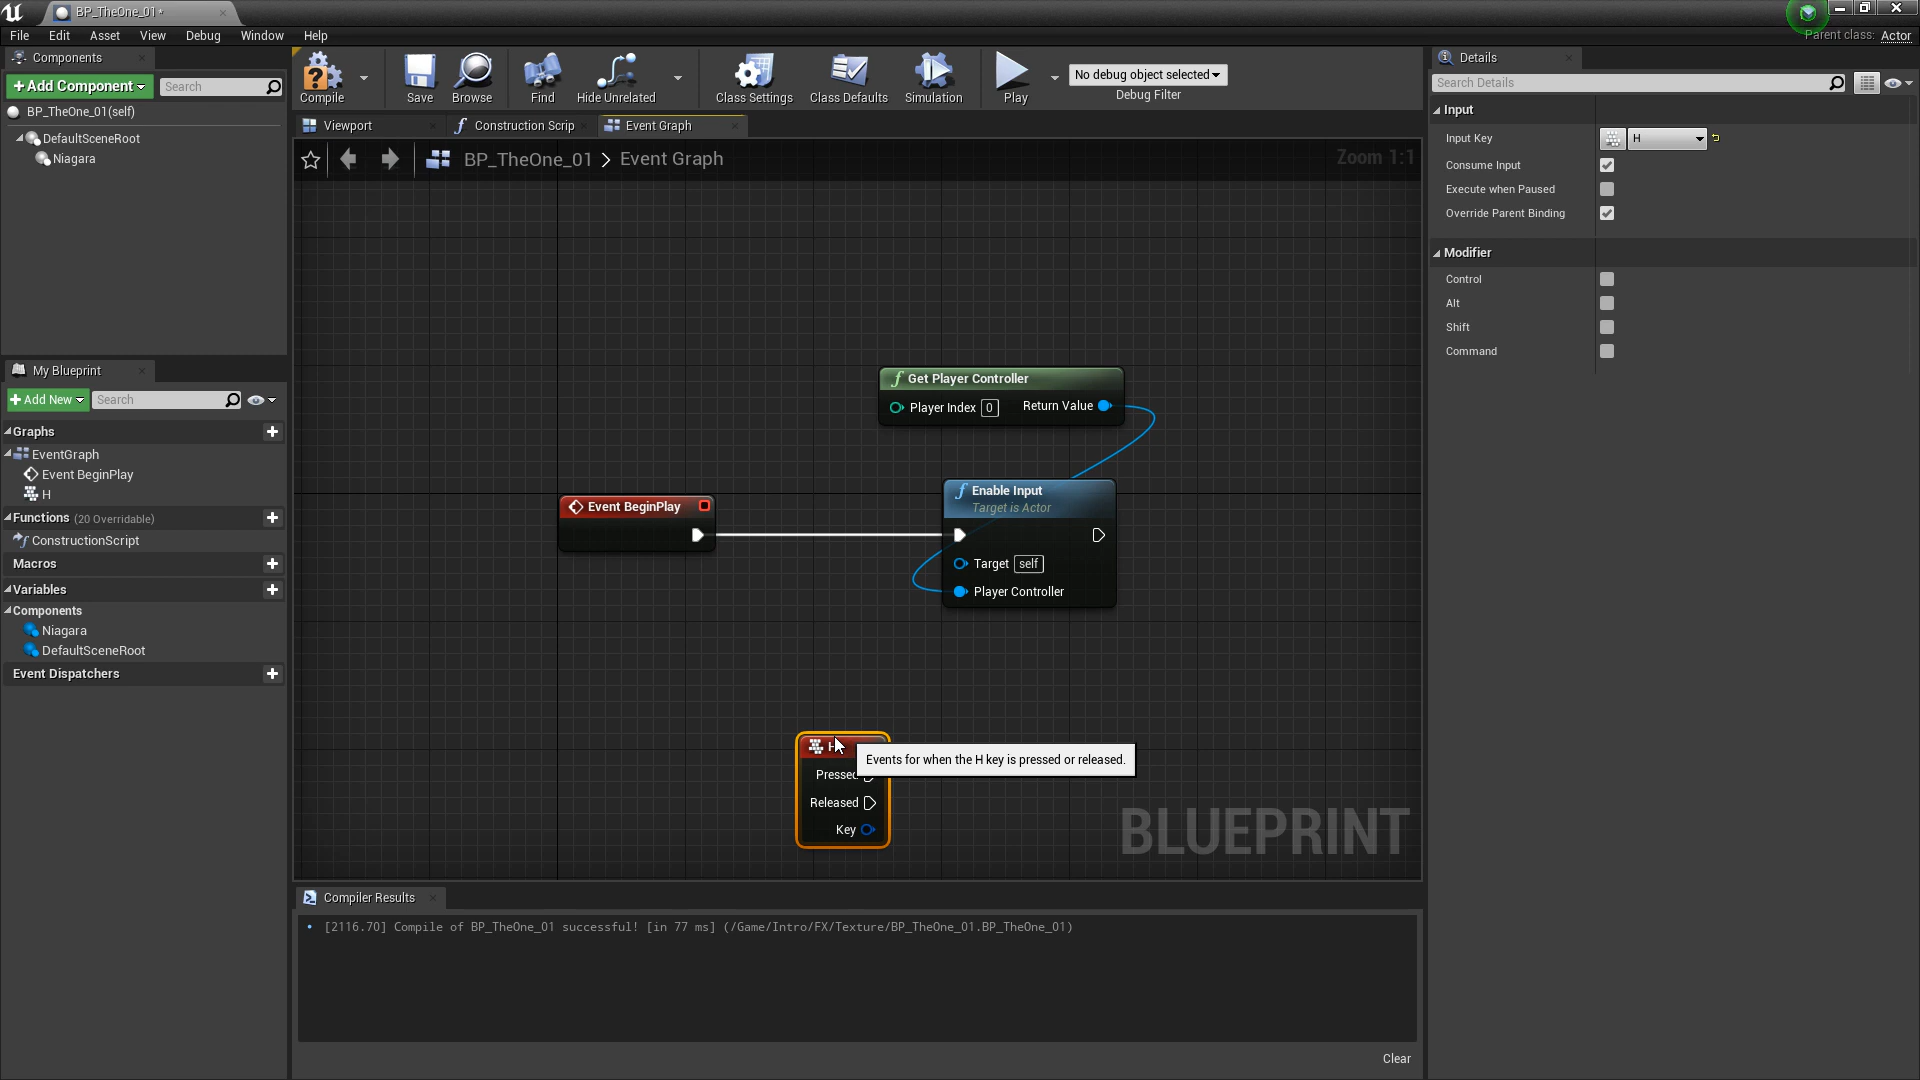 BP_TheOne_01*
File Edit Asset View Debug Window Help
Parent class: Actor
Components
+Add Component
Search
BP_TheOne_01(self)
DefaultSceneRoot
Niagara
Compile
Save
Browse
Find
Hide Unrelated
Class Settings
Class Defaults
Simulation
Play
No debug object selected
Debug Filter
Viewport
Construction Scrip
Event Graph
BP_TheOne_01 > Event Graph
Zoom 1:1
My Blueprint
+Add New
Search
Graphs
EventGraph
Event BeginPlay
H
Functions (20 Overridable)
ConstructionScript
Macros
Variables
Components
Niagara
DefaultSceneRoot
Event Dispatchers
Get Player Controller
Player Index 0
Return Value
Event BeginPlay
Enable Input
Target is Actor
Target self
Player Controller
H
Events for when the H key is pressed or released.
Pressed
Released
Key
BLUEPRINT
Compiler Results
[2116.70] Compile of BP_TheOne_01 successful! [in 77 ms] (/Game/Intro/FX/Texture/BP_TheOne_01.BP_TheOne_01)
Clear
Details
Search Details
Input
Input Key H
Consume Input
Execute when Paused
Override Parent Binding
Modifier
Control
Alt
Shift
Command